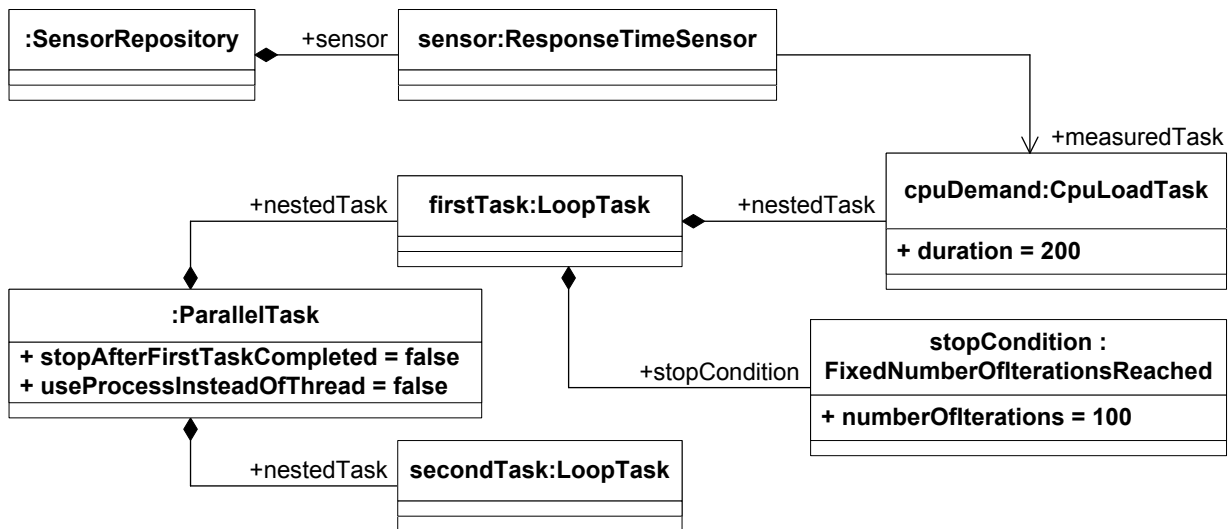 :SensorRepository
+sensor
sensor:ResponseTimeSensor
+measuredTask
cpuDemand:CpuLoadTask
+ duration = 200
+nestedTask
firstTask:LoopTask
+nestedTask
:ParallelTask
+ stopAfterFirstTaskCompleted = false
+ useProcessInsteadOfThread = false
+stopCondition
stopCondition :
FixedNumberOfIterationsReached
+ numberOfIterations = 100
+nestedTask
secondTask:LoopTask